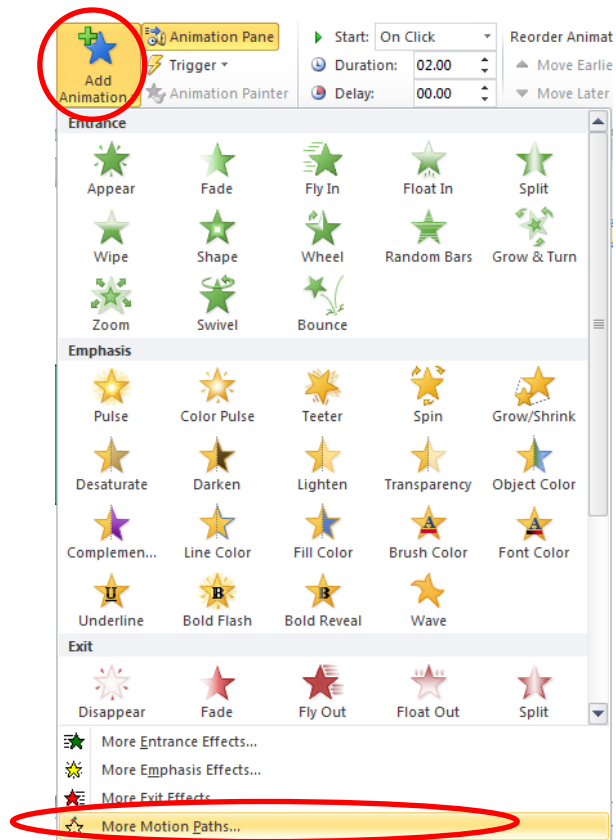 Animation Pane Start: On Click Reorder Animat
Trigger Duration: 02.00 Move Earlie
Add
Animation Animation Painter Delay: 00.00 Move Later
Entrance
Appear Fade Fly In Float In Split
Wipe Shape Wheel Random Bars Grow & Turn
Zoom Swivel Bounce
Emphasis
Pulse Color Pulse Teeter Spin Grow/Shrink
Desaturate Darken Lighten Transparency Object Color
Complemen... Line Color Fill Color Brush Color Font Color
Underline Bold Flash Bold Reveal Wave
Exit
Disappear Fade Fly Out Float Out Split
More Entrance Effects...
More Emphasis Effects...
More Exit Effects...
More Motion Paths...